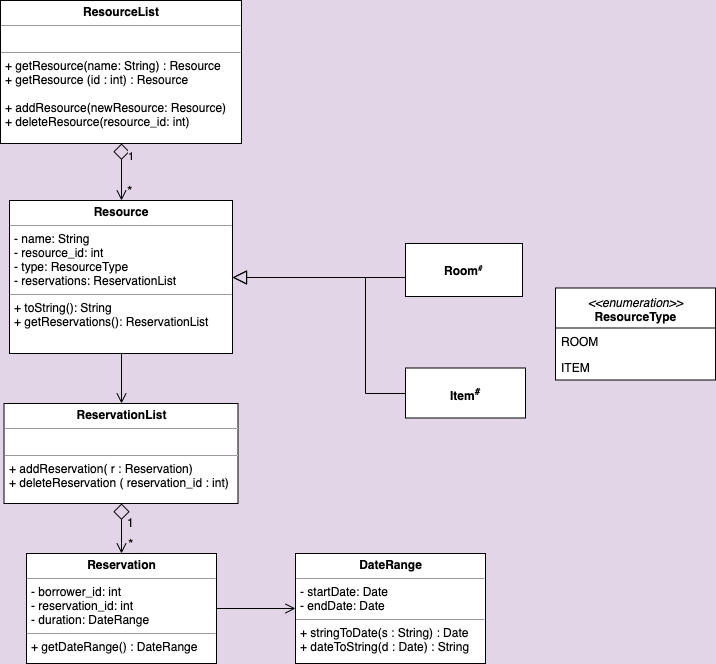 ResourceList
+ getResource(name: String) : Resource
+ getResource (id : int) : Resource
+ addResource(newResource: Resource)
+ deleteResource(resource_id: int)
1
*
Resource
- name: String
- resource_id: int
- type: ResourceType
- reservations: ReservationList
+ toString(): String
+ getReservations(): ReservationList
Room#
Item#
<<enumeration>>
ResourceType
ROOM
ITEM
ReservationList
+ addReservation( r : Reservation)
+ deleteReservation ( reservation_id : int)
1
*
Reservation
- borrower_id: int
- reservation_id: int
- duration: DateRange
+ getDateRange() : DateRange
DateRange
- startDate: Date
- endDate: Date
+ stringToDate(s : String) : Date
+ dateToString(d : Date) : String